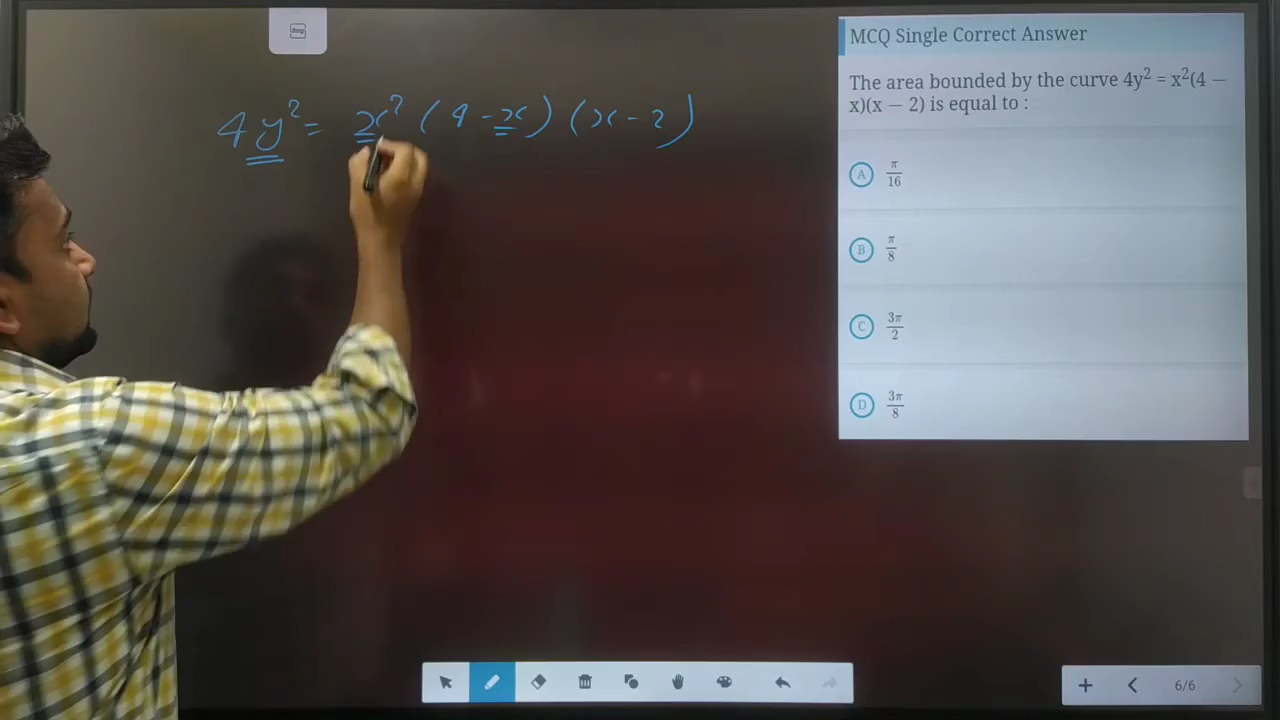 4y² = x² (4 - x) (x - 2)
MCQ Single Correct Answer
The area bounded by the curve 4y² = x²(4 –
x)(x – 2) is equal to :
A π/16
B π/8
C 3π/2
D 3π/8
6/6